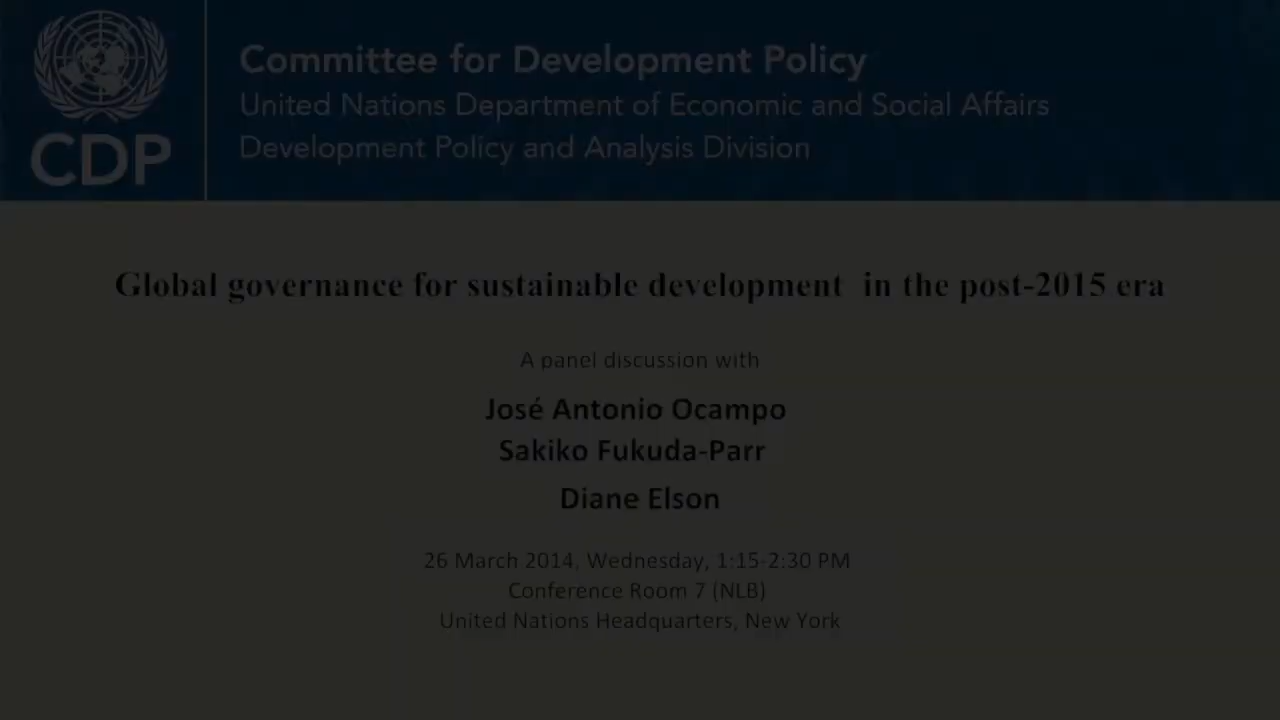 CDP
Committee for Development Policy
United Nations Department of Economic and Social Affairs
Development Policy and Analysis Division
Global governance for sustainable development in the post-2015 era
A panel discussion with
José Antonio Ocampo
Sakiko Fukuda-Parr
Diane Elson
26 March 2014, Wednesday, 1:15-2:30 PM
Conference Room 7 (NLB)
United Nations Headquarters, New York